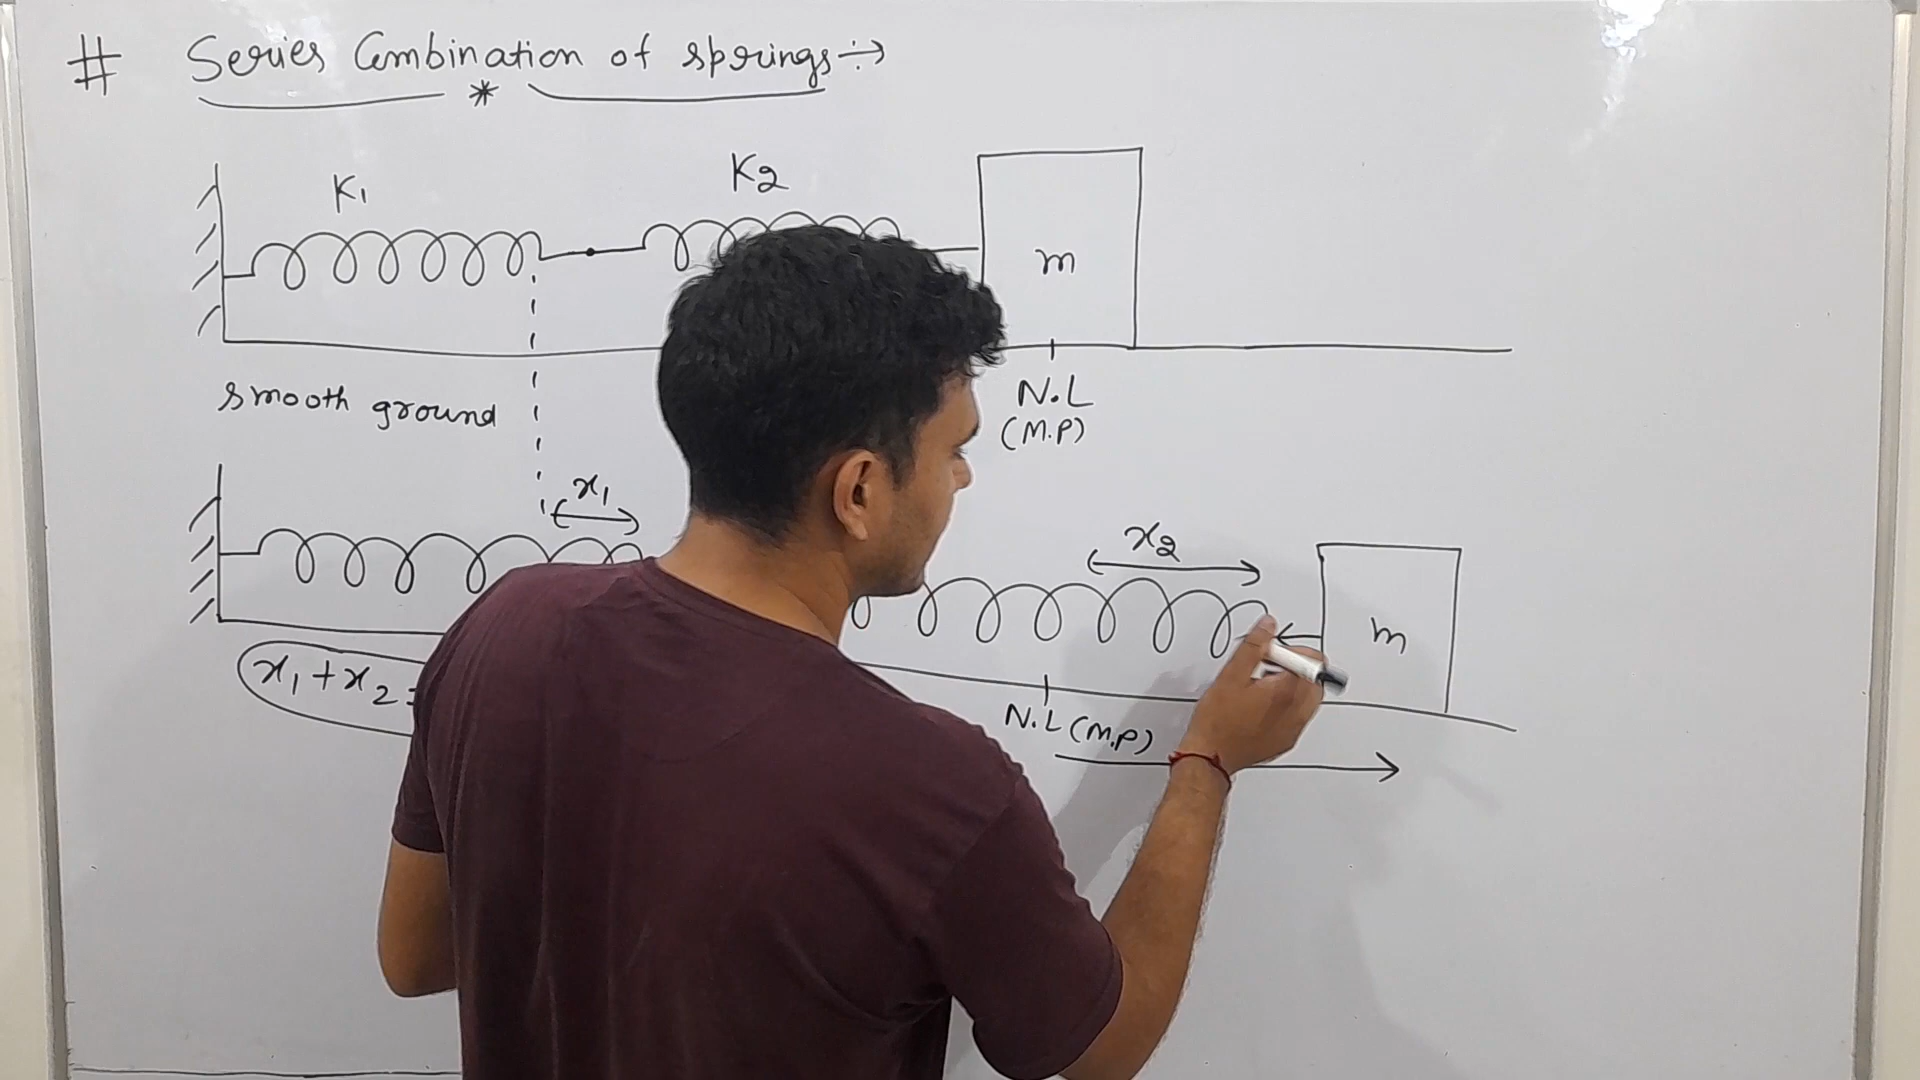 # Series Combination of springs ÷→
*
K₁
K₂
m
smooth ground
N.L
(M.P)
x₁
x₂
m
x₁+x₂=
N.L (M.P)